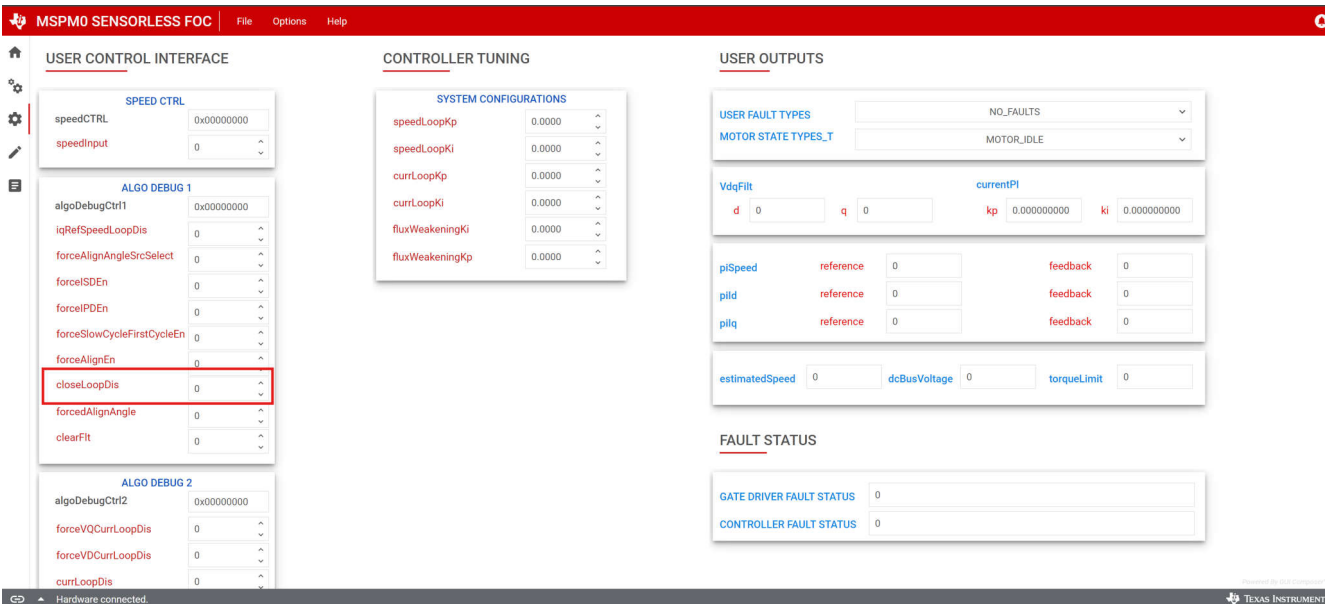 MSPM0 SENSORLESS FOC File Options Help
USER CONTROL INTERFACE
SPEED CTRL
speedCTRL 0x00000000
speedInput 0
ALGO DEBUG 1
algoDebugCtrl1 0x00000000
iqRefSpeedLoopDis 0
forceAlignAngleSrcSelect 0
forceISDEn 0
forceIPDEn 0
forceSlowCycleFirstCycleEn 0
forceAlignEn 0
closeLoopDis 0
forcedAlignAngle 0
clearFlt 0
ALGO DEBUG 2
algoDebugCtrl2 0x00000000
forceVQCurrLoopDis 0
forceVDCurrLoopDis 0
currLoopDis 0
CONTROLLER TUNING
SYSTEM CONFIGURATIONS
speedLoopKp 0.0000
speedLoopKi 0.0000
currLoopKp 0.0000
currLoopKi 0.0000
fluxWeakeningKi 0.0000
fluxWeakeningKp 0.0000
USER OUTPUTS
USER FAULT TYPES NO_FAULTS
MOTOR STATE TYPES_T MOTOR_IDLE
VdqFilt currentPI
d 0 q 0 kp 0.000000000 ki 0.000000000
piSpeed reference 0 feedback 0
piId reference 0 feedback 0
piIq reference 0 feedback 0
estimatedSpeed 0 dcBusVoltage 0 torqueLimit 0
FAULT STATUS
GATE DRIVER FAULT STATUS 0
CONTROLLER FAULT STATUS 0
Powered By GUI Composer
Hardware connected. TEXAS INSTRUMENT